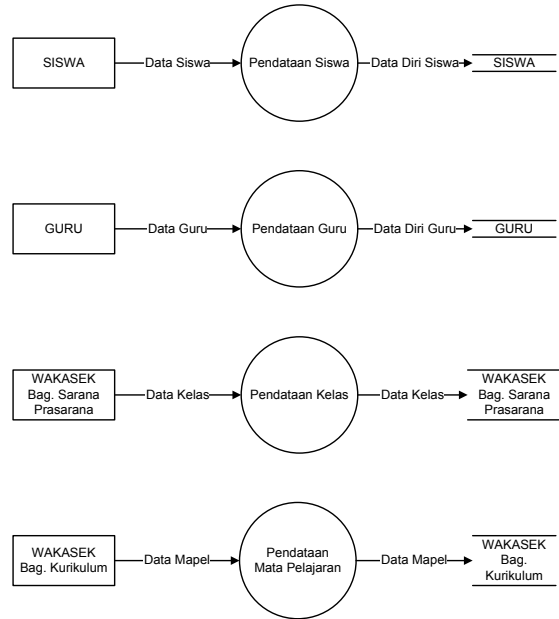 SISWA
Data Siswa
Pendataan Siswa
Data Diri Siswa
SISWA
GURU
Data Guru
Pendataan Guru
Data Diri Guru
GURU
WAKASEK
Bag. Sarana
Prasarana
Data Kelas
Pendataan Kelas
Data Kelas
WAKASEK
Bag. Sarana
Prasarana
WAKASEK
Bag. Kurikulum
Data Mapel
Pendataan
Mata Pelajaran
Data Mapel
WAKASEK
Bag.
Kurikulum